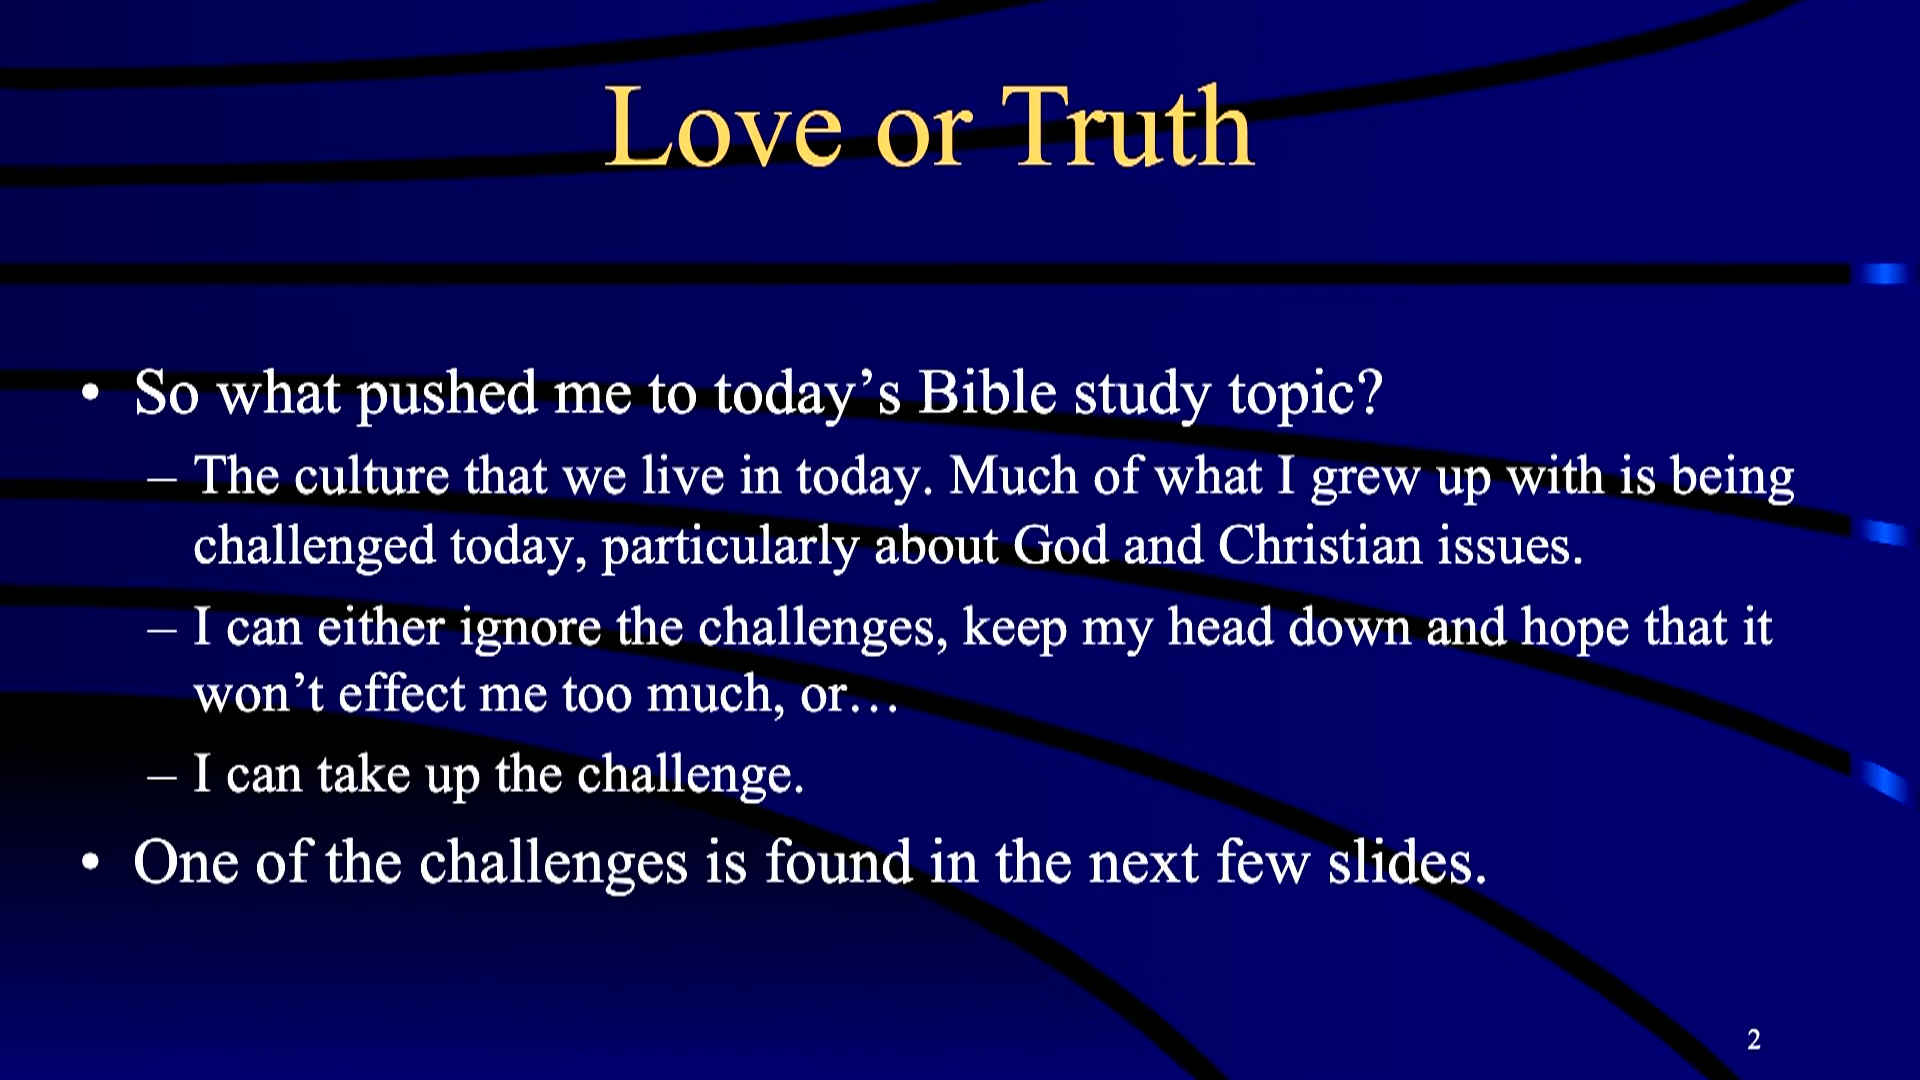 Love or Truth
• So what pushed me to today’s Bible study topic?
– The culture that we live in today. Much of what I grew up with is being
challenged today, particularly about God and Christian issues.
– I can either ignore the challenges, keep my head down and hope that it
won’t effect me too much, or…
– I can take up the challenge.
• One of the challenges is found in the next few slides.
2